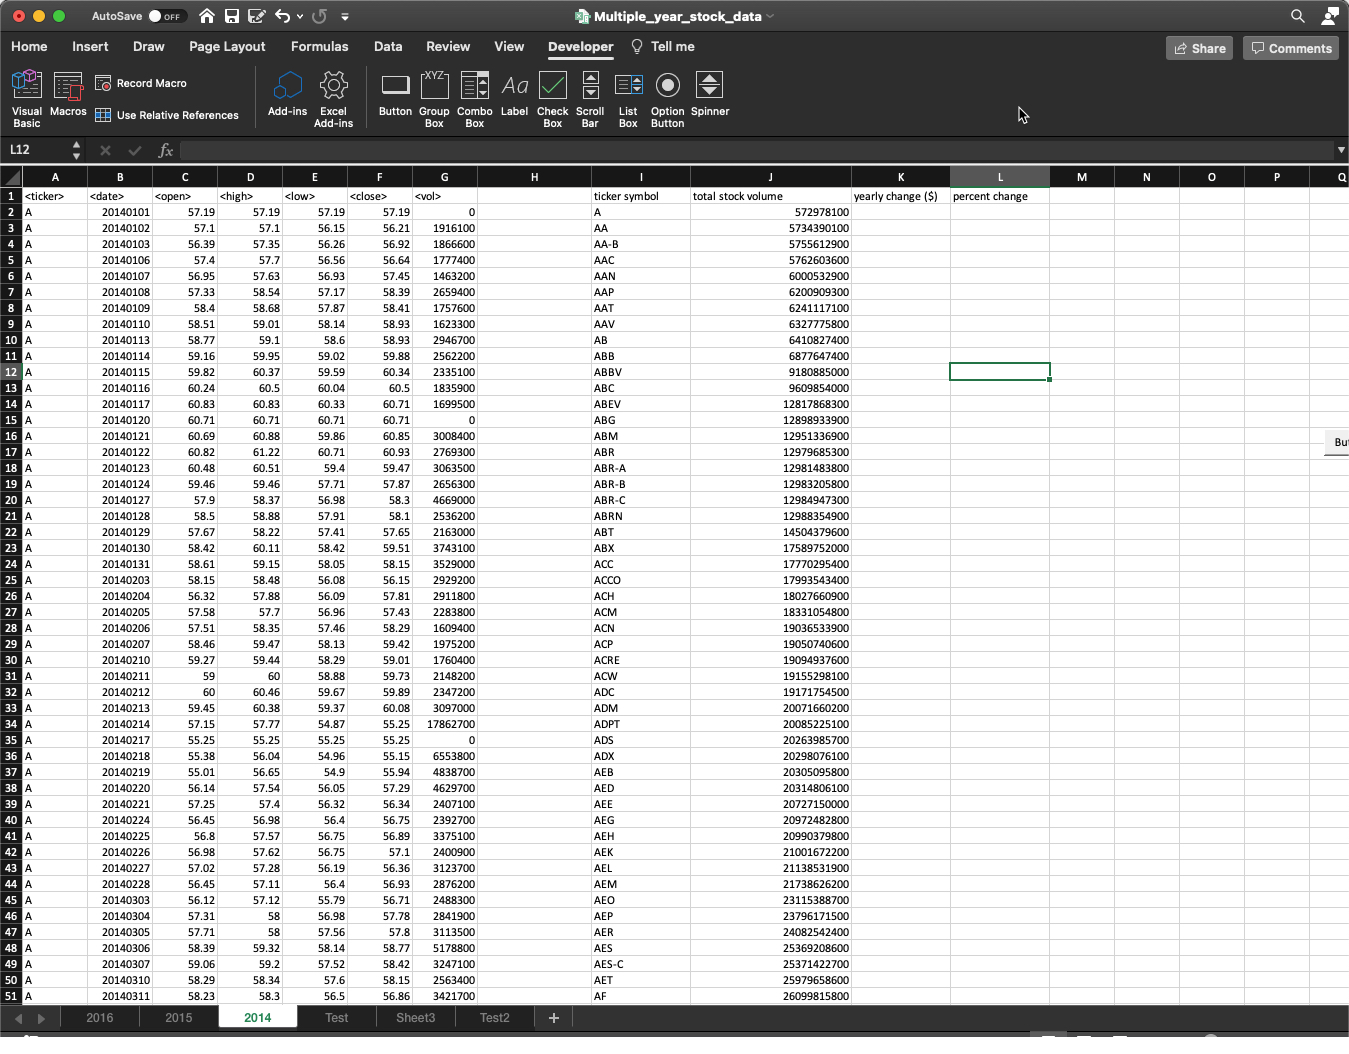 AutoSave OFF Multiple_year_stock_data
Home Insert Draw Page Layout Formulas Data Review View Developer Tell me Share Comments
Visual Basic Macros Record Macro Use Relative References Add-ins Excel Add-ins Button XYZ Group Box Combo Box Aa Label Check Box Scroll Bar List Box Option Button Spinner
L12 fx
A B C D E F G H I J K L M N O P Q
1 <ticker> <date> <open> <high> <low> <close> <vol> ticker symbol total stock volume yearly change ($) percent change
2 A 20140101 57.19 57.19 57.19 57.19 0 A 572978100
3 A 20140102 57.1 57.1 56.15 56.21 1916100 AA 5734390100
4 A 20140103 56.39 57.35 56.26 56.92 1866600 AA-B 5755612900
5 A 20140106 57.4 57.7 56.56 56.64 1777400 AAC 5762603600
6 A 20140107 56.95 57.63 56.93 57.45 1463200 AAN 6000532900
7 A 20140108 57.33 58.54 57.17 58.39 2659400 AAP 6200909300
8 A 20140109 58.4 58.68 57.87 58.41 1757600 AAT 6241117100
9 A 20140110 58.51 59.01 58.14 58.93 1623300 AAV 6327775800
10 A 20140113 58.77 59.1 58.6 58.93 2946700 AB 6410827400
11 A 20140114 59.16 59.95 59.02 59.88 2562200 ABB 6877647400
12 A 20140115 59.82 60.37 59.59 60.34 2335100 ABBV 9180885000
13 A 20140116 60.24 60.5 60.04 60.5 1835900 ABC 9609854000
14 A 20140117 60.83 60.83 60.33 60.71 1699500 ABEV 12817868300
15 A 20140120 60.71 60.71 60.71 60.71 0 ABG 12898933900
16 A 20140121 60.69 60.88 59.86 60.85 3008400 ABM 12951336900 But
17 A 20140122 60.82 61.22 60.71 60.93 2769300 ABR 12979685300
18 A 20140123 60.48 60.51 59.4 59.47 3063500 ABR-A 12981483800
19 A 20140124 59.46 59.46 57.71 57.87 2656300 ABR-B 12983205800
20 A 20140127 57.9 58.37 56.98 58.3 4669000 ABR-C 12984947300
21 A 20140128 58.5 58.88 57.91 58.1 2536200 ABRN 12988354900
22 A 20140129 57.67 58.22 57.41 57.65 2163000 ABT 14504379600
23 A 20140130 58.42 60.11 58.42 59.51 3743100 ABX 17589752000
24 A 20140131 58.61 59.15 58.05 58.15 3529000 ACC 17770295400
25 A 20140203 58.15 58.48 56.08 56.15 2929200 ACCO 17993543400
26 A 20140204 56.32 57.88 56.09 57.81 2911800 ACH 18027660900
27 A 20140205 57.58 57.7 56.96 57.43 2283800 ACM 18331054800
28 A 20140206 57.51 58.35 57.46 58.29 1609400 ACN 19036533900
29 A 20140207 58.46 59.47 58.13 59.42 1975200 ACP 19050740600
30 A 20140210 59.27 59.44 58.29 59.01 1760400 ACRE 19094937600
31 A 20140211 59 60 58.88 59.73 2148200 ACW 19155298100
32 A 20140212 60 60.46 59.67 59.89 2347200 ADC 19171754500
33 A 20140213 59.45 60.38 59.37 60.08 3097000 ADM 20071660200
34 A 20140214 57.15 57.77 54.87 55.25 17862700 ADPT 20085225100
35 A 20140217 55.25 55.25 55.25 55.25 0 ADS 20263985700
36 A 20140218 55.38 56.04 54.96 55.15 6553800 ADX 20298076100
37 A 20140219 55.01 56.65 54.9 55.94 4838700 AEB 20305095800
38 A 20140220 56.14 57.54 56.05 57.29 4629700 AED 20314806100
39 A 20140221 57.25 57.4 56.32 56.34 2407100 AEE 20727150000
40 A 20140224 56.45 56.98 56.4 56.75 2392700 AEG 20972482800
41 A 20140225 56.8 57.57 56.75 56.89 3375100 AEH 20990379800
42 A 20140226 56.98 57.62 56.75 57.1 2400900 AEK 21001672200
43 A 20140227 57.02 57.28 56.19 56.36 3123700 AEL 21138531900
44 A 20140228 56.45 57.11 56.4 56.93 2876200 AEM 21738626200
45 A 20140303 56.12 57.12 55.79 56.71 2488300 AEO 23115388700
46 A 20140304 57.31 58 56.98 57.78 2841900 AEP 23796171500
47 A 20140305 57.71 58 57.56 57.8 3113500 AER 24082542400
48 A 20140306 58.39 59.32 58.14 58.77 5178800 AES 25369208600
49 A 20140307 59.06 59.2 57.52 58.42 3247100 AES-C 25371422700
50 A 20140310 58.29 58.34 57.6 58.15 2563400 AET 25979658600
51 A 20140311 58.23 58.3 56.5 56.86 3421700 AF 26099815800
2016 2015 2014 Test Sheet3 Test2 +